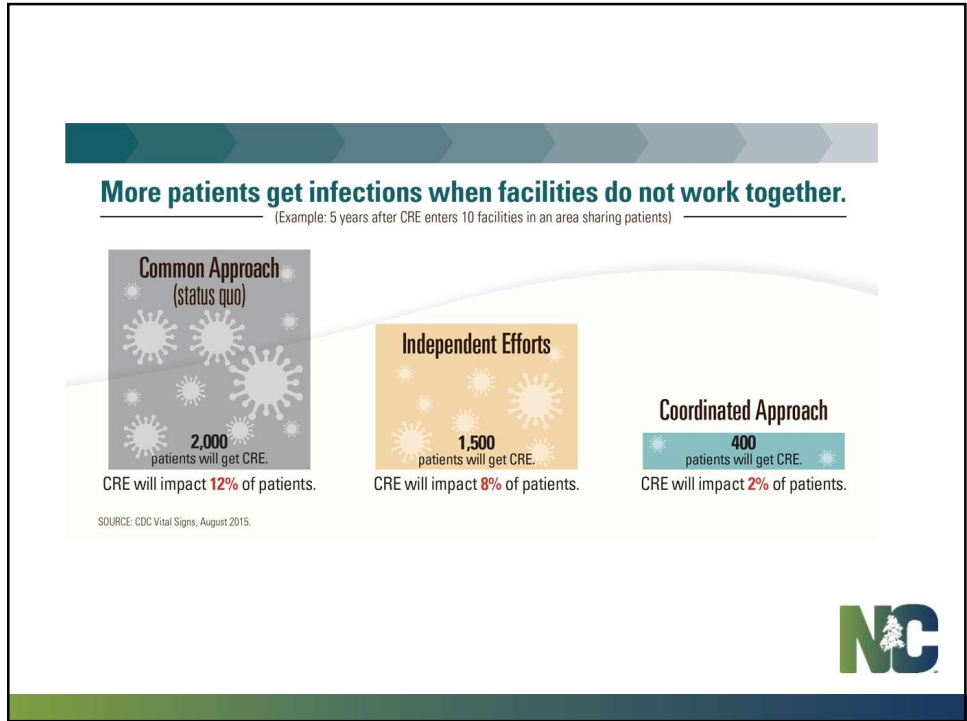 More patients get infections when facilities do not work together.
(Example: 5 years after CRE enters 10 facilities in an area sharing patients)
Common Approach
(status quo)
2,000
patients will get CRE.
CRE will impact 12% of patients.
Independent Efforts
1,500
patients will get CRE.
CRE will impact 8% of patients.
Coordinated Approach
400
patients will get CRE.
CRE will impact 2% of patients.
SOURCE: CDC Vital Signs, August 2015.
NC